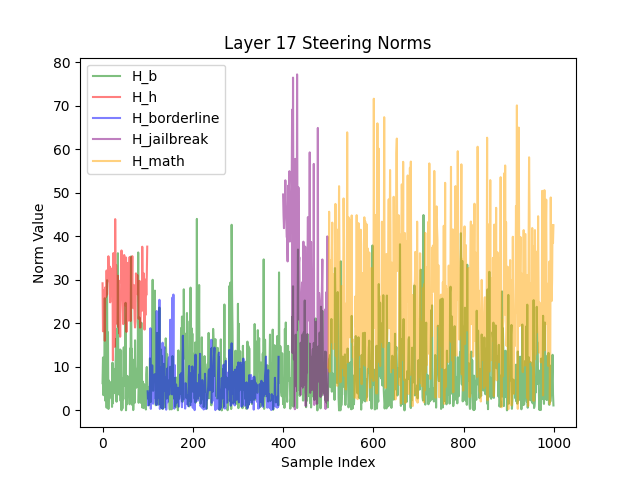 Layer 17 Steering Norms
80
70
60
50
40
30
20
10
0
Norm Value
H_b
H_h
H_borderline
H_jailbreak
H_math
0 200 400 600 800 1000
Sample Index